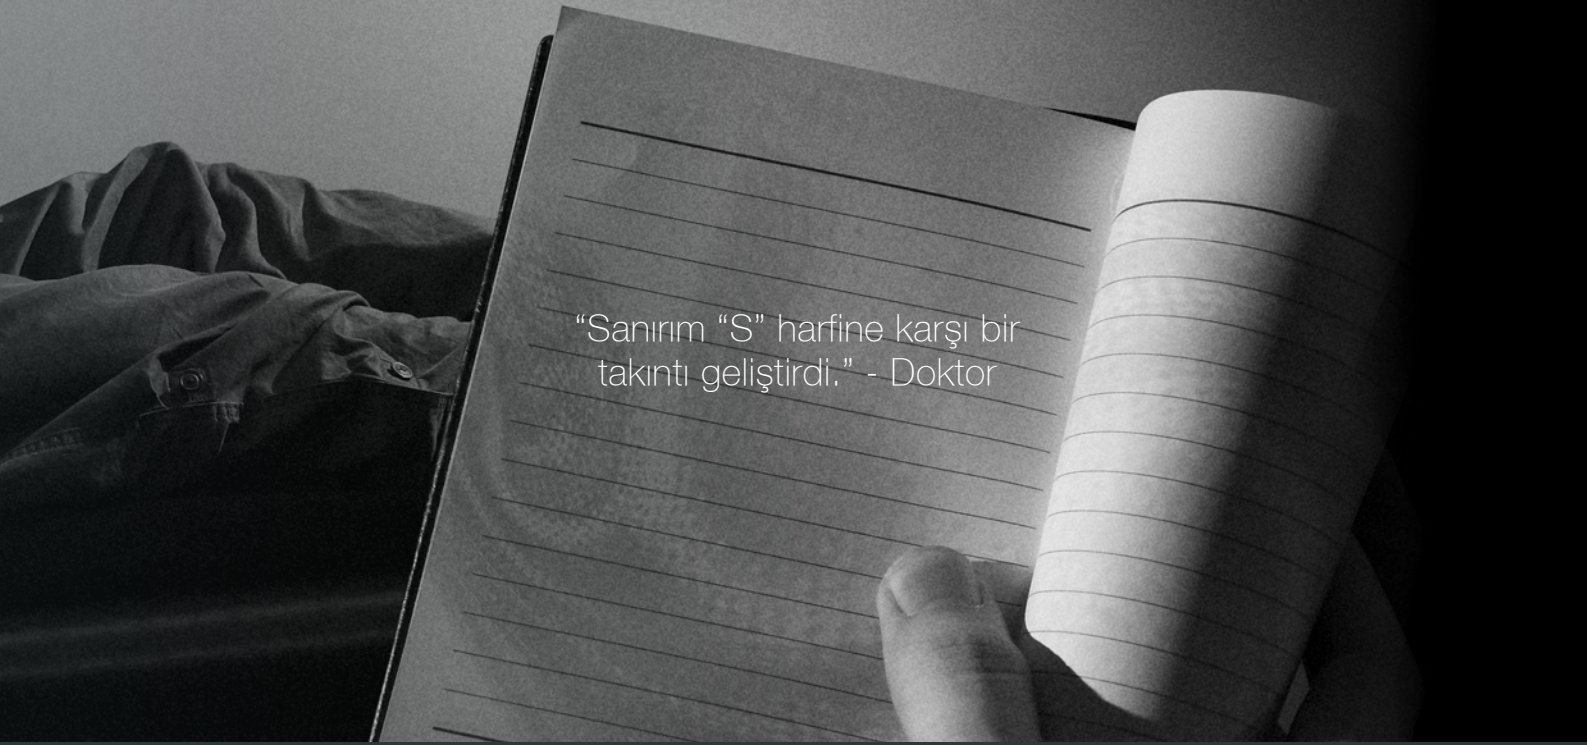 “Sanırım “S” harfine karşı bir
takıntı geliştirdi.” - Doktor